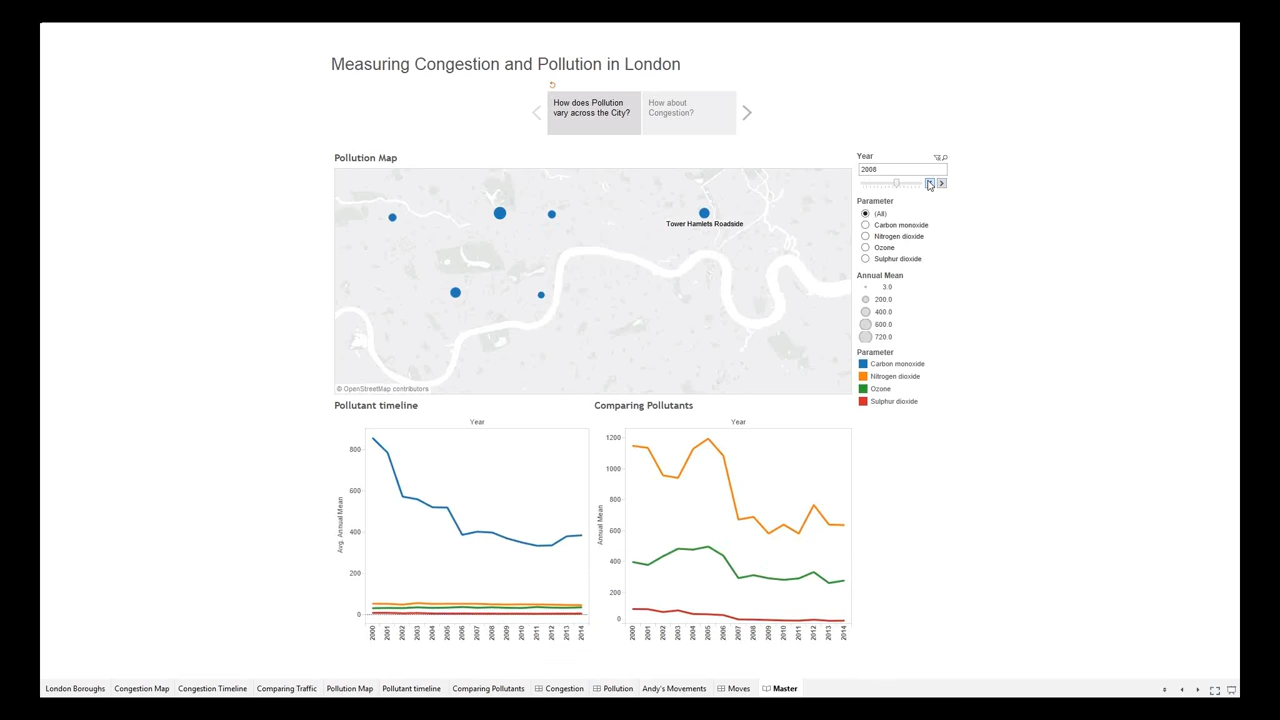 Measuring Congestion and Pollution in London
How does Pollution
vary across the City?
How about
Congestion?
Pollution Map
Tower Hamlets Roadside
© OpenStreetMap contributors
Year
2008
Parameter
(All)
Carbon monoxide
Nitrogen dioxide
Ozone
Sulphur dioxide
Annual Mean
3.0
200.0
400.0
600.0
720.0
Parameter
Carbon monoxide
Nitrogen dioxide
Ozone
Sulphur dioxide
Pollutant timeline
Year
Avg. Annual Mean
800
600
400
200
0
2000 2001 2002 2003 2004 2005 2006 2007 2008 2009 2010 2011 2012 2013 2014
Comparing Pollutants
Year
Annual Mean
1200
1000
800
600
400
200
0
2000 2001 2002 2003 2004 2005 2006 2007 2008 2009 2010 2011 2012 2013 2014
London Boroughs Congestion Map Congestion Timeline Comparing Traffic Pollution Map Pollutant timeline Comparing Pollutants Congestion Pollution Andy's Movements Moves Master